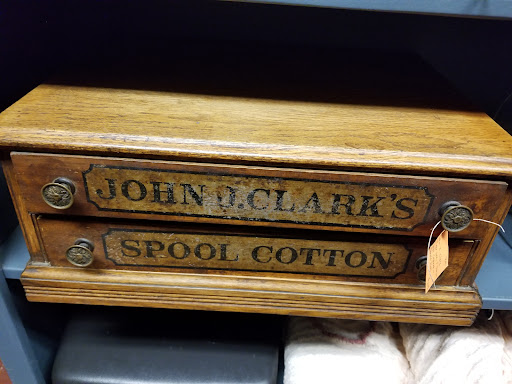 JOHN J. CLARK'S
SPOOL COTTON